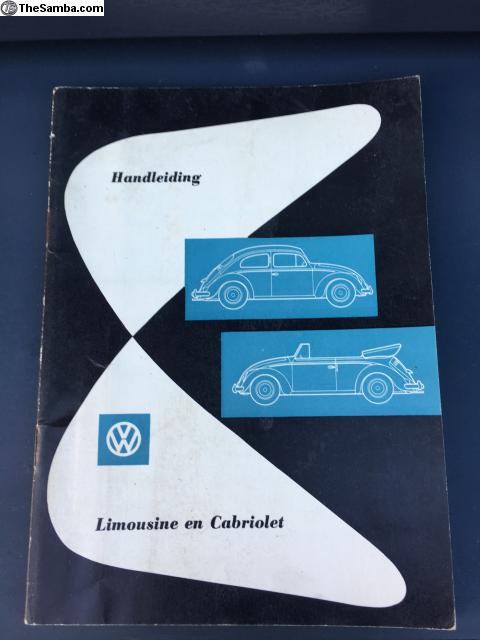 TheSamba.com
Handleiding
VW
Limousine en Cabriolet